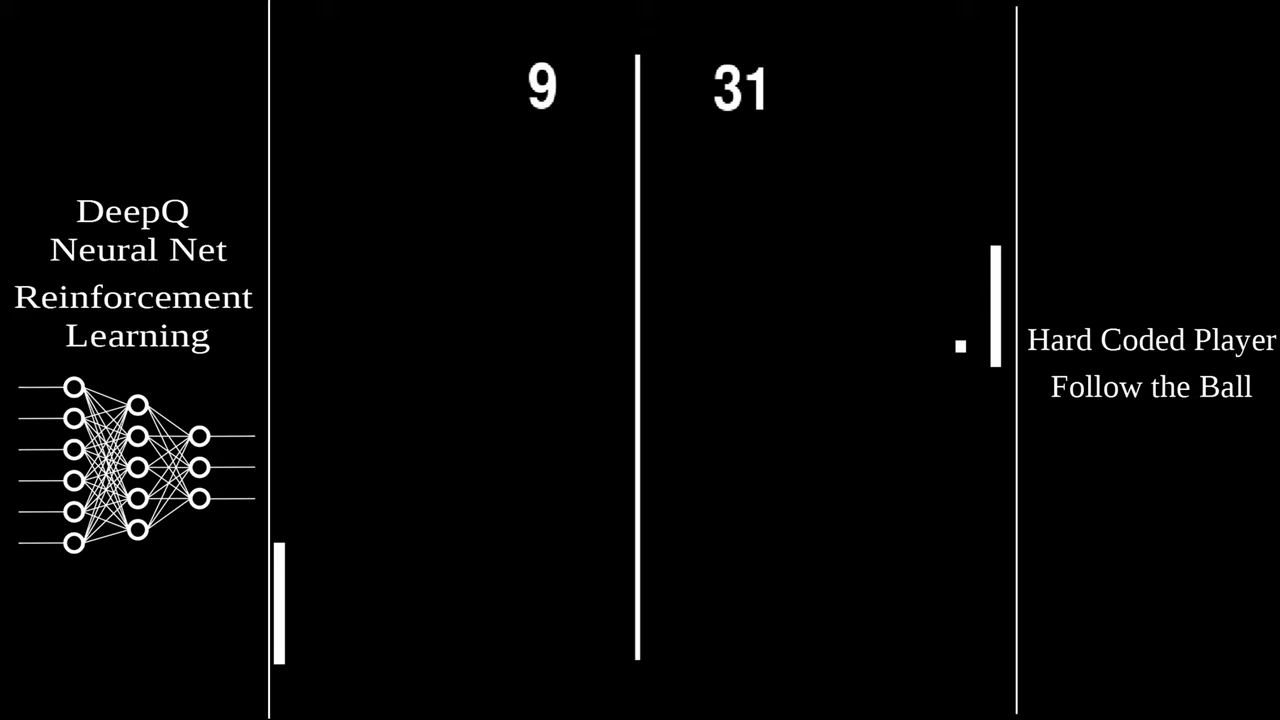 9 31
DeepQ
Neural Net
Reinforcement
Learning
Hard Coded Player
Follow the Ball